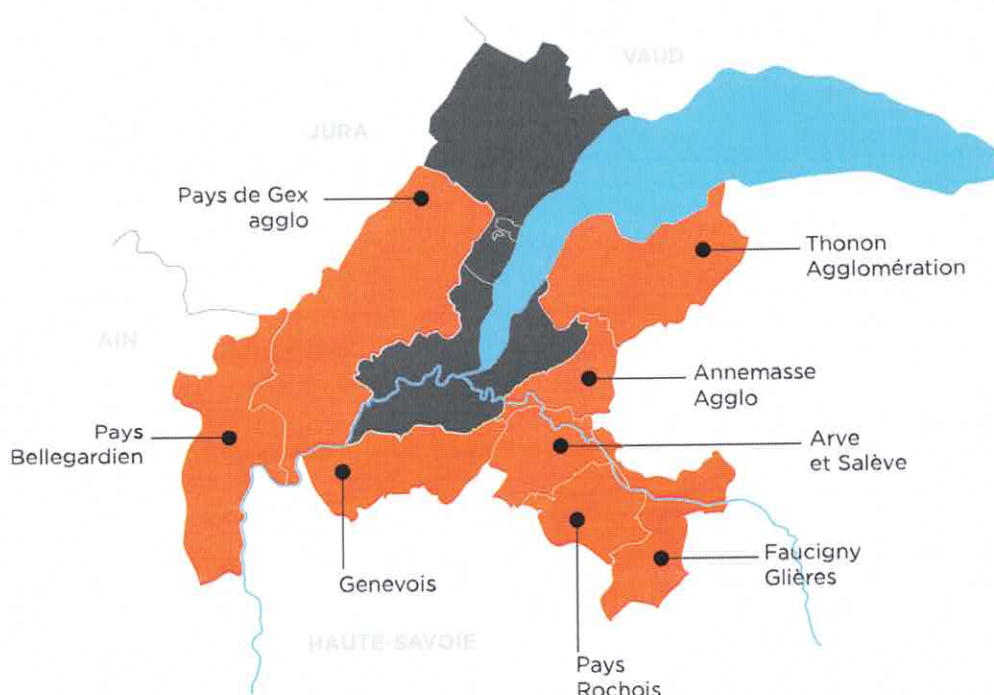 VAUD
JURA
Pays de Gex
agglo
Thonon
Agglomération
AIN
Annemasse
Agglo
Pays
Bellegardien
Arve
et Salève
Genevois
Faucigny
Glières
HAUTE-SAVOIE
Pays
Rochois